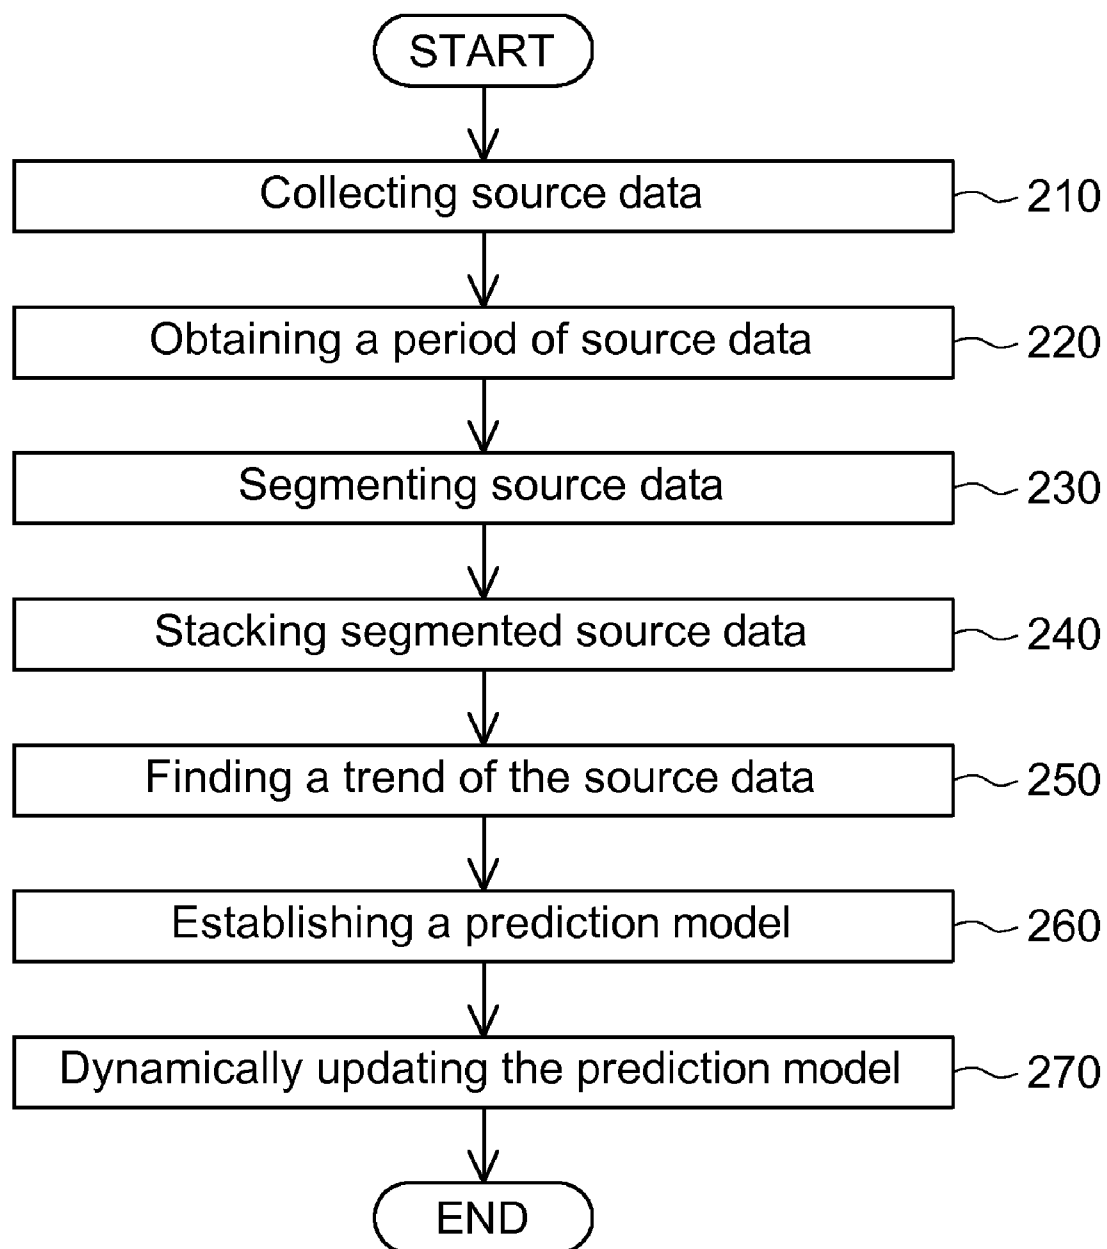 START
Collecting source data
210
Obtaining a period of source data
220
Segmenting source data
230
Stacking segmented source data
240
Finding a trend of the source data
250
Establishing a prediction model
260
Dynamically updating the prediction model
270
END